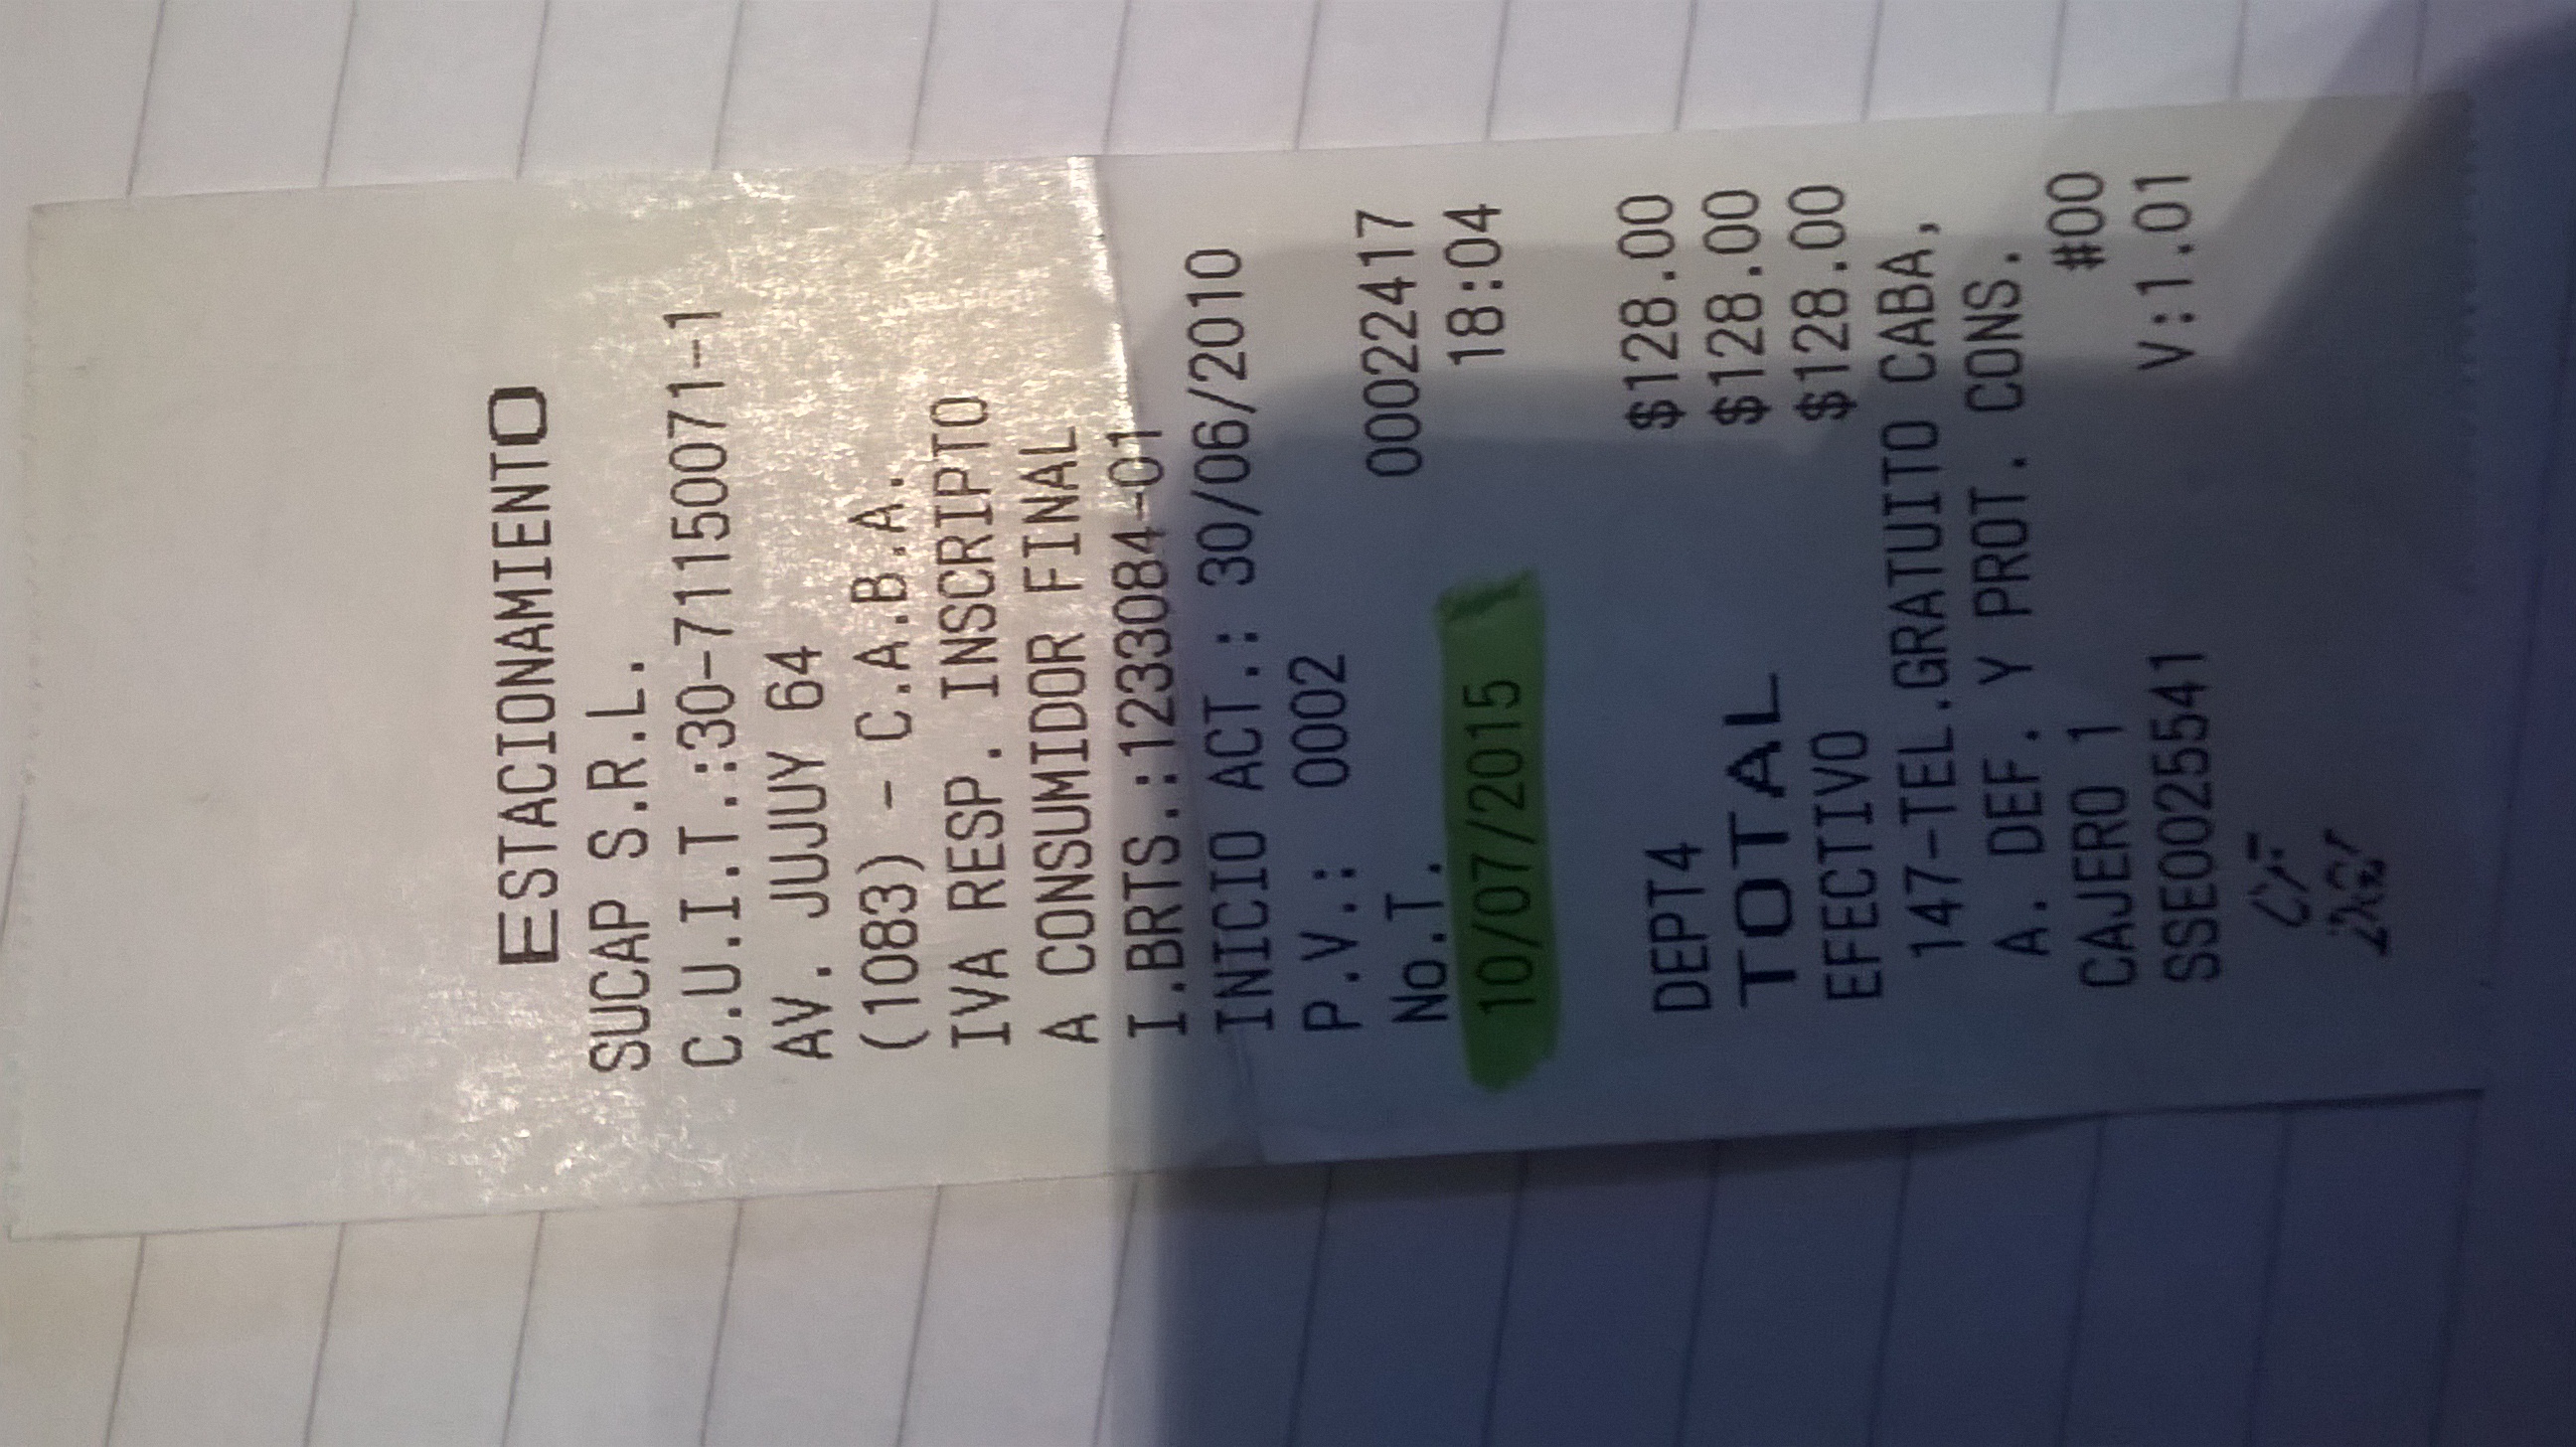 ESTACIONAMIENTO
SUCAP S.R.L.
C.U.I.T.:30-71150071-1
AV. JUJUY 64
(1083) - C.A.B.A.
IVA RESP. INSCRIPTO
A CONSUMIDOR FINAL
I.BRTS.:1233084-01
INICIO ACT.: 30/06/2010
P.V.: 0002
No.T. 00022417
10/07/2015 18:04
DEPT4 $128.00
TOTAL $128.00
EFECTIVO $128.00
147-TEL.GRATUITO CABA,
A. DEF. Y PROT. CONS.
CAJERO 1 #00
SSE0025541 V:1.01
CF